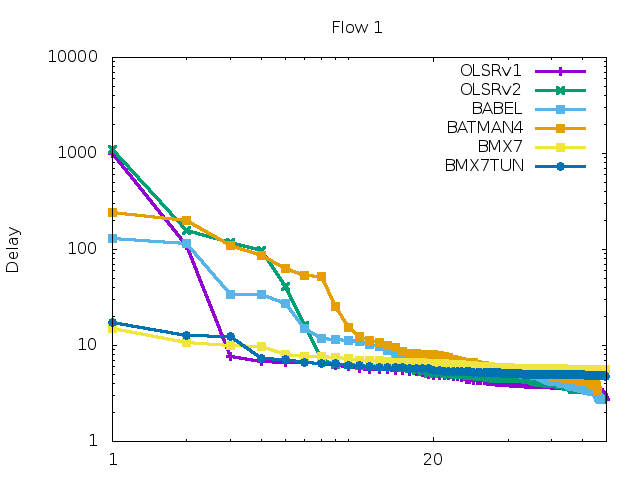 Flow 1
10000
1000
100
10
1
Delay
1
20
OLSRv1
OLSRv2
BABEL
BATMAN4
BMX7
BMX7TUN